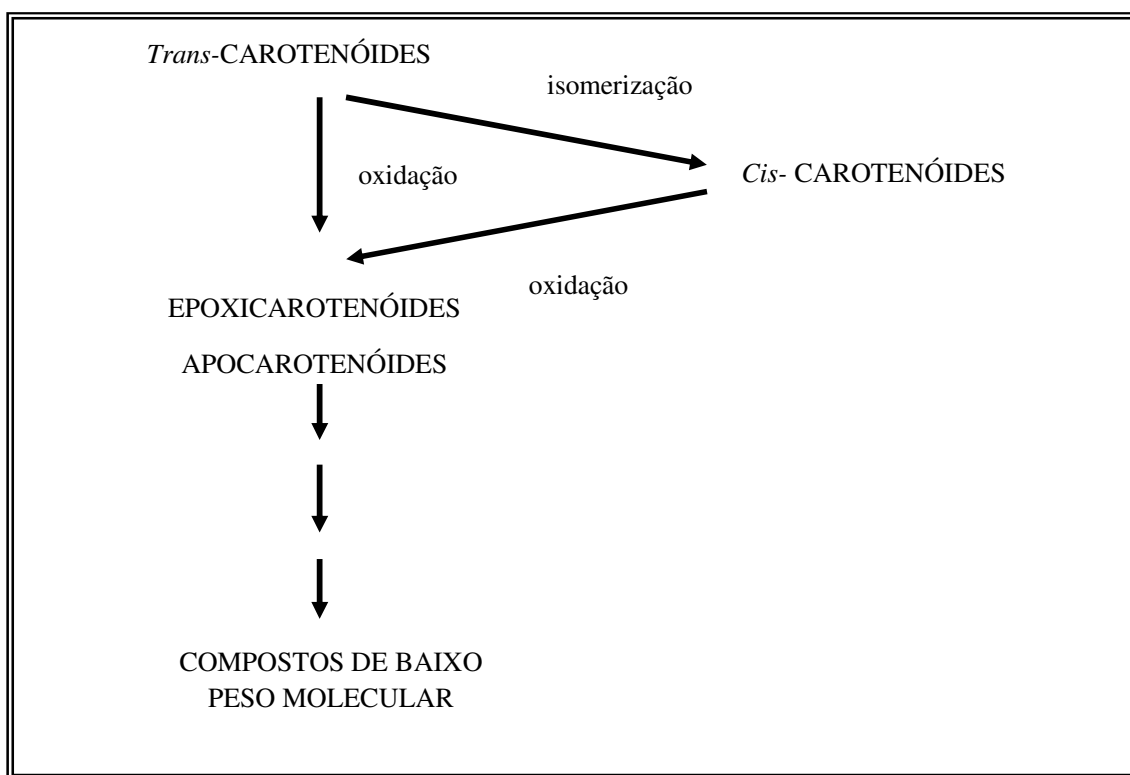 Trans-CAROTENÓIDES
isomerização
oxidação
Cis- CAROTENÓIDES
oxidação
EPOXICAROTENÓIDES
APOCAROTENÓIDES
COMPOSTOS DE BAIXO
PESO MOLECULAR